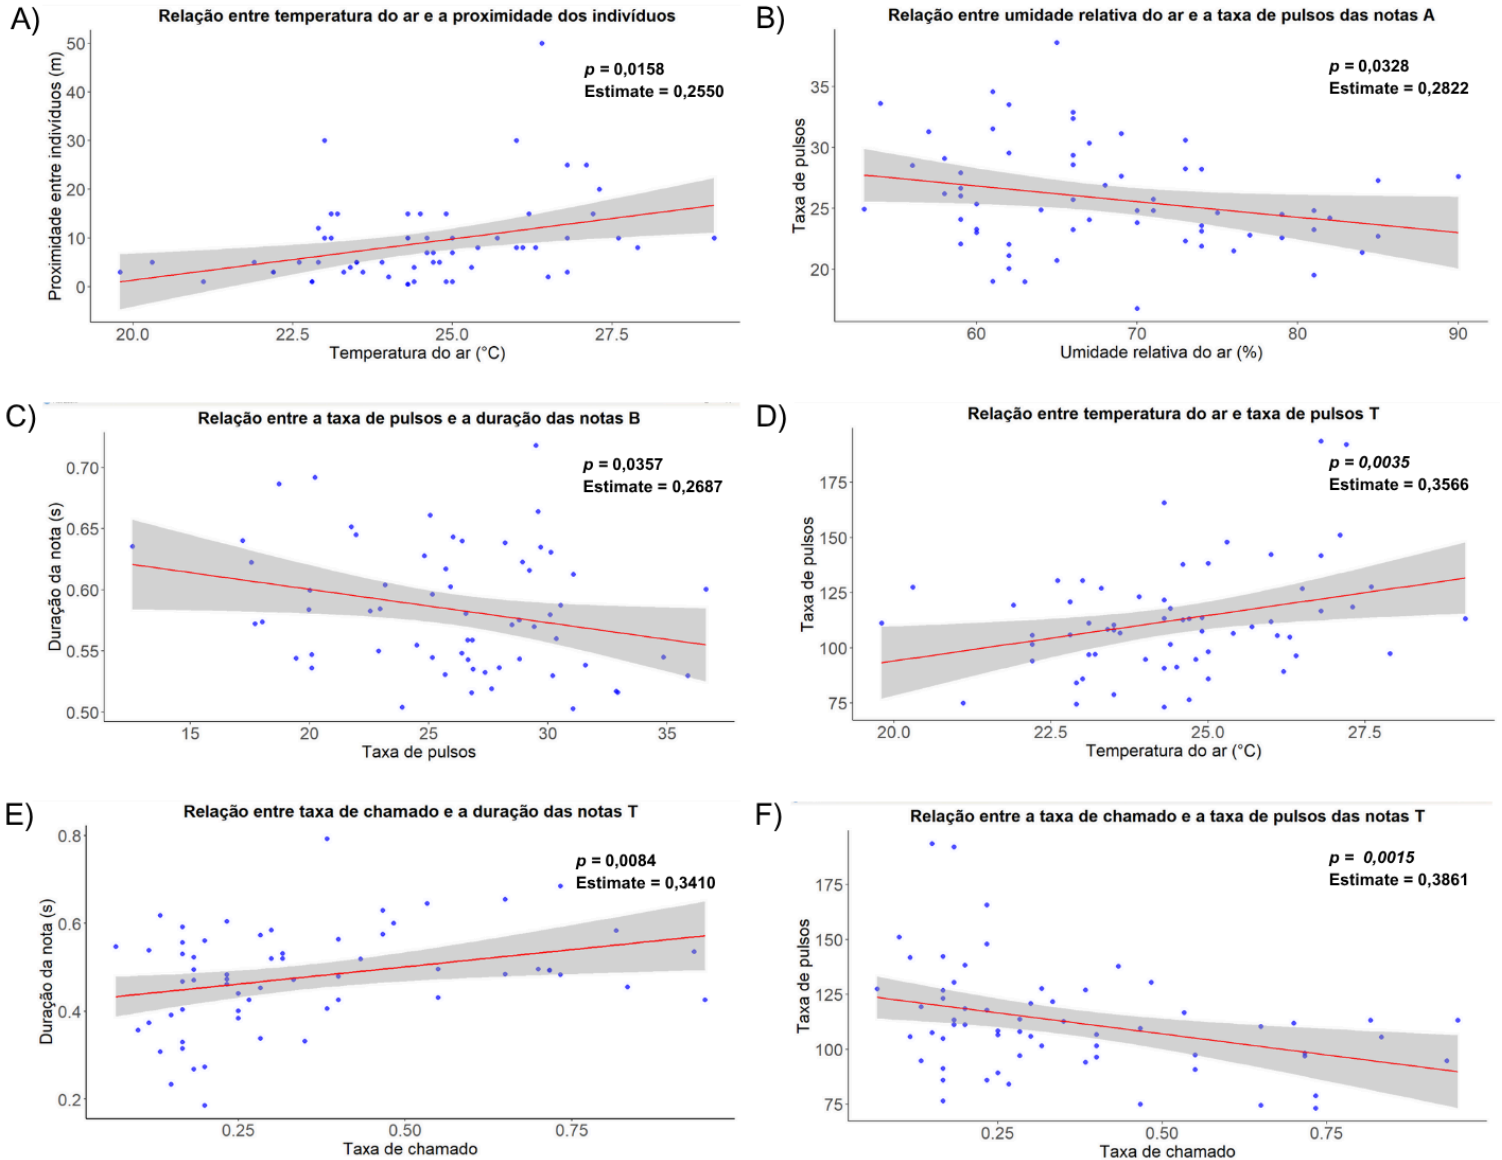 A)
Relação entre temperatura do ar e a proximidade dos indivíduos
p = 0,0158
Estimate = 0,2550
Proximidade entre indivíduos (m)
50
40
30
20
10
0
20.0 22.5 25.0 27.5
Temperatura do ar (°C)
B)
Relação entre umidade relativa do ar e a taxa de pulsos das notas A
p = 0,0328
Estimate = 0,2822
Taxa de pulsos
35
30
25
20
60 70 80 90
Umidade relativa do ar (%)
C)
Relação entre a taxa de pulsos e a duração das notas B
p = 0,0357
Estimate = 0,2687
Duração da nota (s)
0.70
0.65
0.60
0.55
0.50
15 20 25 30 35
Taxa de pulsos
D)
Relação entre temperatura do ar e taxa de pulsos T
p = 0,0035
Estimate = 0,3566
Taxa de pulsos
175
150
125
100
75
20.0 22.5 25.0 27.5
Temperatura do ar (°C)
E)
Relação entre taxa de chamado e a duração das notas T
p = 0,0084
Estimate = 0,3410
Duração da nota (s)
0.8
0.6
0.4
0.2
0.25 0.50 0.75
Taxa de chamado
F)
Relação entre a taxa de chamado e a taxa de pulsos das notas T
p = 0,0015
Estimate = 0,3861
Taxa de pulsos
175
150
125
100
75
0.25 0.50 0.75
Taxa de chamado